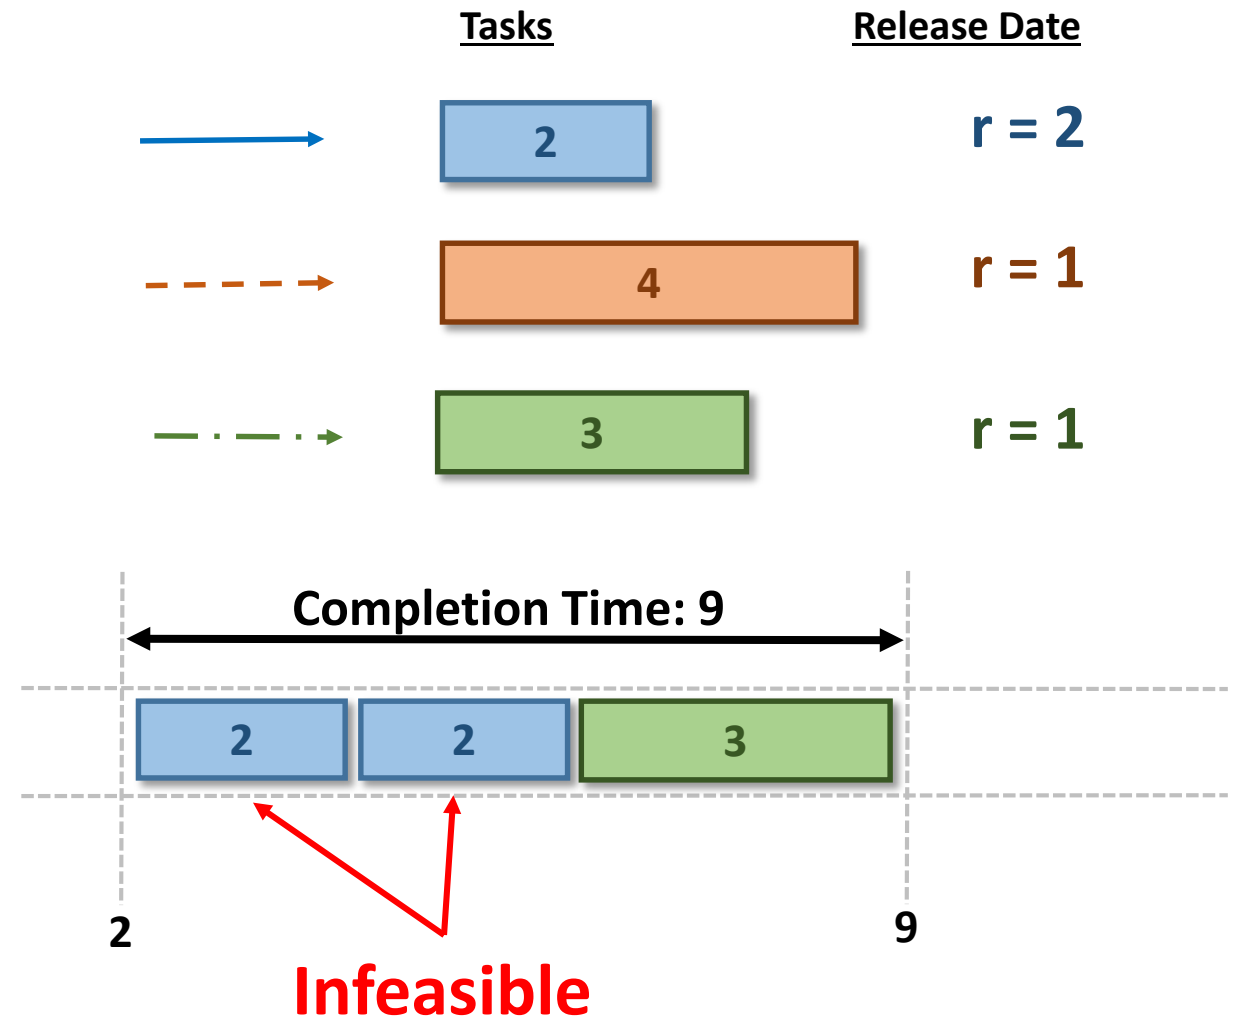 Tasks Release Date
2 r = 2
4 r = 1
3 r = 1
Completion Time: 9
2 2 3
2 9
Infeasible